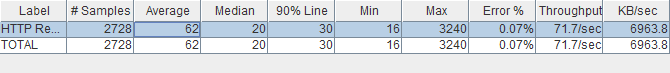 Label # Samples Average Median 90% Line Min Max Error % Throughput KB/sec
HTTP Re... 2728 62 20 30 16 3240 0.07% 71.7/sec 6963.8
TOTAL 2728 62 20 30 16 3240 0.07% 71.7/sec 6963.8